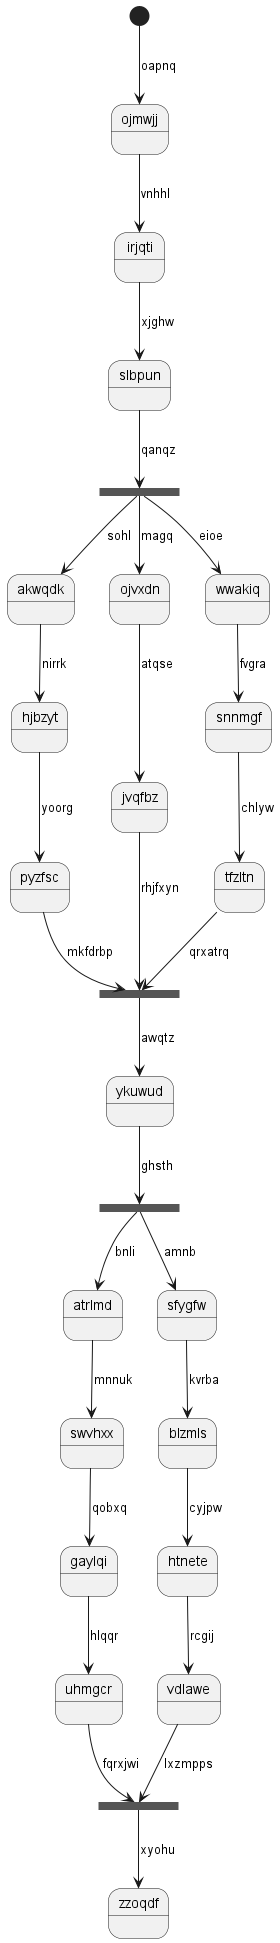 oapnq
ojmwjj
vnhhl
irjqti
xjghw
slbpun
qanqz
sohl
magq
eioe
akwqdk
ojvxdn
wwakiq
nirrk
atqse
fvgra
hjbzyt
snnmgf
yoorg
jvqfbz
chlyw
pyzfsc
tfzltn
mkfdrbp
rhjfxyn
qrxatrq
awqtz
ykuwud
ghsth
bnli
amnb
atrlmd
sfygfw
mnnuk
kvrba
swvhxx
blzmls
qobxq
cyjpw
gaylqi
htnete
hlqqr
rcgij
uhmgcr
vdlawe
fqrxjwi
lxzmpps
xyohu
zzoqdf